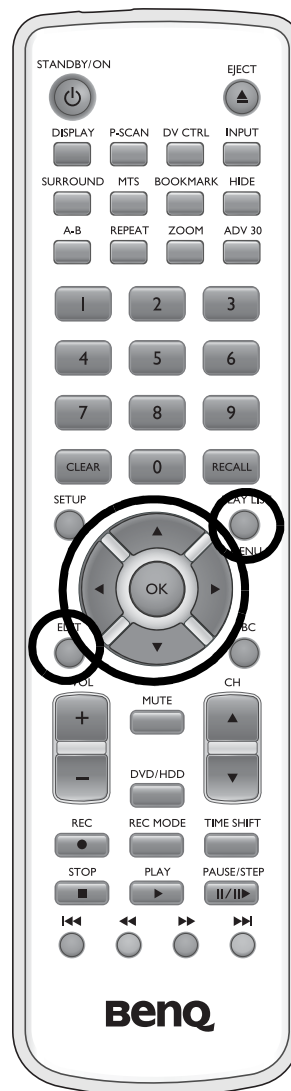 STANDBY/ON
EJECT
DISPLAY P-SCAN DV CTRL INPUT
SURROUND MTS BOOKMARK HIDE
A-B REPEAT ZOOM ADV 30
1 2 3
4 5 6
7 8 9
CLEAR 0 RECALL
SETUP
OK
MUTE
CH
+
−
DVD/HDD
REC REC MODE TIME SHIFT
STOP PLAY PAUSE/STEP
BenQ